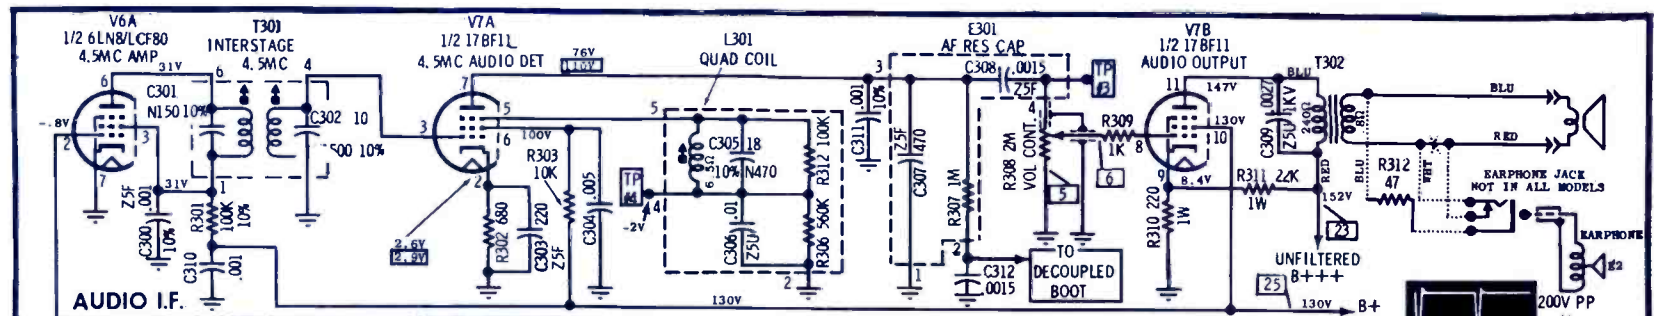 V6A
1/2 6LN8/LCF80
4.5MC AMP
T301
INTERSTAGE
4.5MC
V7A
1/2 17BF11
4.5MC AUDIO DET
L301
QUAD COIL
E301
AF RES CAP
V7B
1/2 17BF11
AUDIO OUTPUT
T302
6
31V
6
4
C301
N150 10%
C302 10
500 10%
-.8V
2
3
7
31V
1
Z5F
.001
C300
10%
R301
100K
10%
C310
.001
AUDIO I.F.
7
76V
110V
3
5
6
100V
2
2.6V
2.9V
R302 680
220
C303
Z5F
R303
10K
C304 .005
TP
#4
4
-2V
5
6.5Ω
C305 18
10% N470
R312 100K
.01
C306
Z5U
R306 560K
2
3
.001
10%
C311
Z5F
470
C307
C308 .0015
Z5F
TP
#3
4
R307 1M
R308 2M
VOL CONT.
5
6
R309
1K
2
C312
.0015
1
TO
DECOUPLED
BOOT
11
147V
130V
10
8
9
8.4V
R310 220
1W
R311 22K
1W
BLU
.0027
C309
Z5U 1KV
240Ω
RED
8Ω
152V
23
UNFILTERED
B+++
25
130V
130V
B+
BLU
RED
BLU
WHT
R312
47
EARPHONE JACK
NOT IN ALL MODELS
EARPHONE
82
200V PP